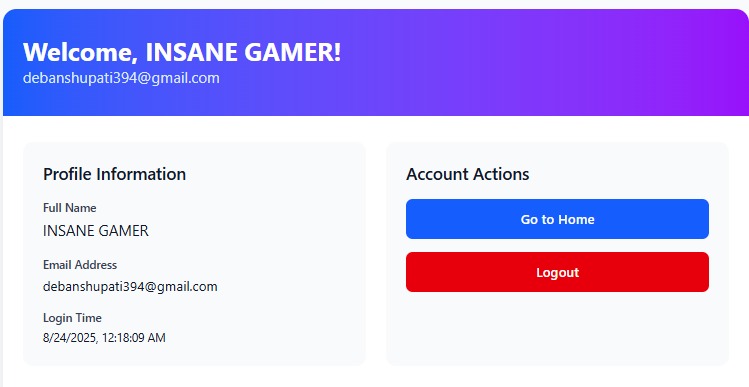 Welcome, INSANE GAMER!
debanshupati394@gmail.com
Profile Information
Full Name
INSANE GAMER
Email Address
debanshupati394@gmail.com
Login Time
8/24/2025, 12:18:09 AM
Account Actions
Go to Home
Logout